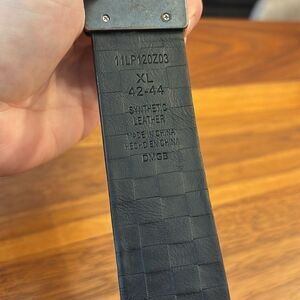 11LP120Z03
XL
42-44
SYNTHETIC
LEATHER
MADE IN CHINA
HECHO EN CHINA
DMGB